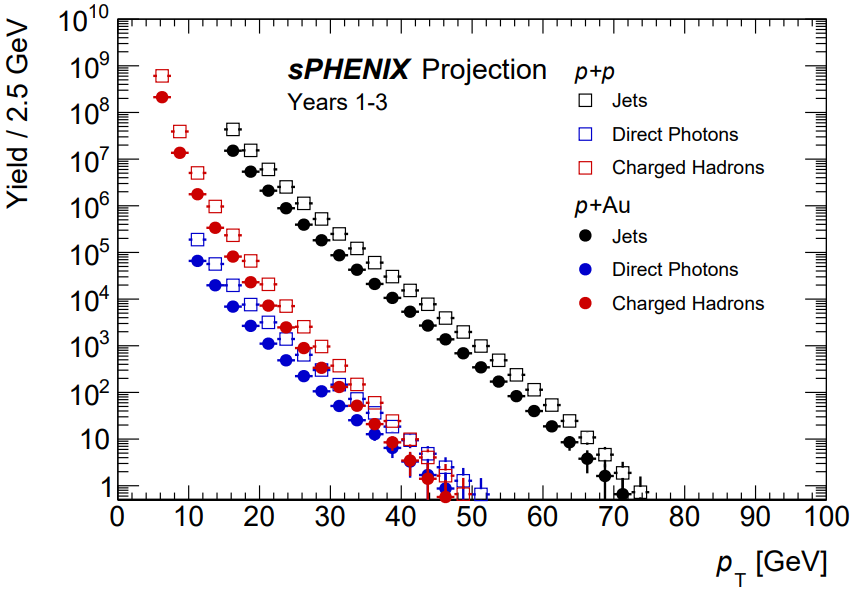 Yield / 2.5 GeV
10^10
10^9
10^8
10^7
10^6
10^5
10^4
10^3
10^2
10
1
sPHENIX Projection
Years 1-3
p+p
Jets
Direct Photons
Charged Hadrons
p+Au
Jets
Direct Photons
Charged Hadrons
0 10 20 30 40 50 60 70 80 90 100
p_T [GeV]